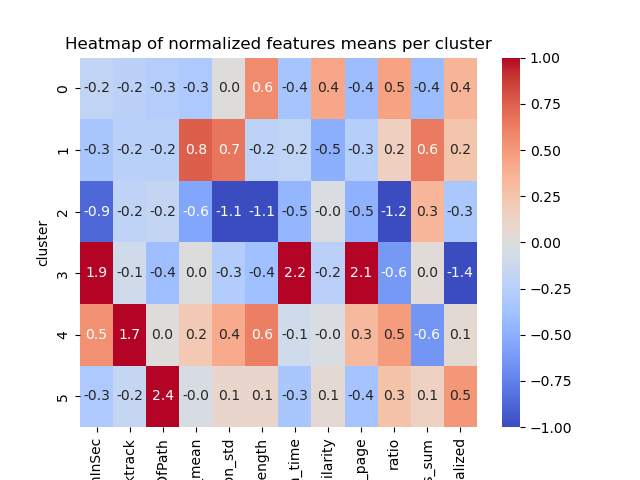 Heatmap of normalized features means per cluster
0 -0.2 -0.2 -0.3 -0.3 0.0 0.6 -0.4 0.4 -0.4 0.5 -0.4 0.4
1 -0.3 -0.2 -0.2 0.8 0.7 -0.2 -0.2 -0.5 -0.3 0.2 0.6 0.2
2 -0.9 -0.2 -0.2 -0.6 -1.1 -1.1 -0.5 -0.0 -0.5 -1.2 0.3 -0.3
3 1.9 -0.1 -0.4 0.0 -0.3 -0.4 2.2 -0.2 2.1 -0.6 0.0 -1.4
4 0.5 1.7 0.0 0.2 0.4 0.6 -0.1 -0.0 0.3 0.5 -0.6 0.1
5 -0.3 -0.2 2.4 -0.0 0.1 0.1 -0.3 0.1 -0.4 0.3 0.1 0.5
cluster
InSec
track
ofPath
_mean
on_std
ength
_time
ilarity
_page
ratio
s_sum
alized
1.00
0.75
0.50
0.25
0.00
−0.25
−0.50
−0.75
−1.00